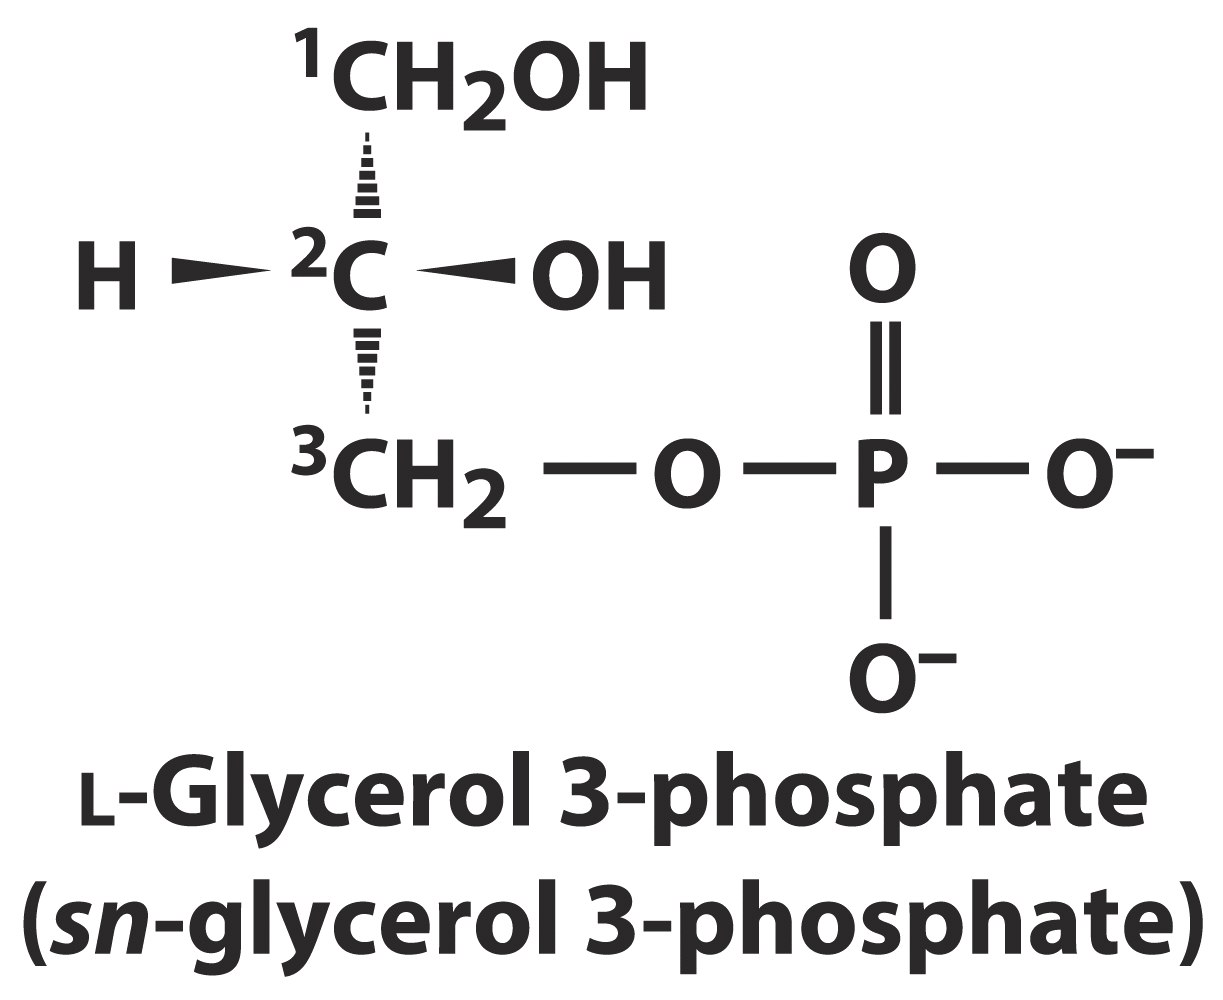 ¹CH₂OH
H ²C OH O
³CH₂ O P O⁻
O⁻
L-Glycerol 3-phosphate
(sn-glycerol 3-phosphate)